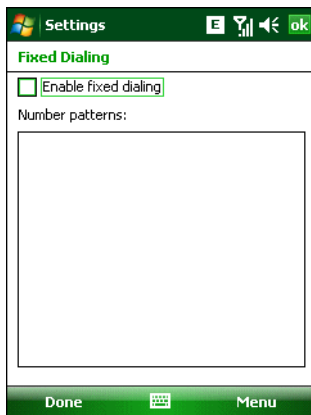 Settings E ok
Fixed Dialing
Enable fixed dialing
Number patterns:
Done Menu